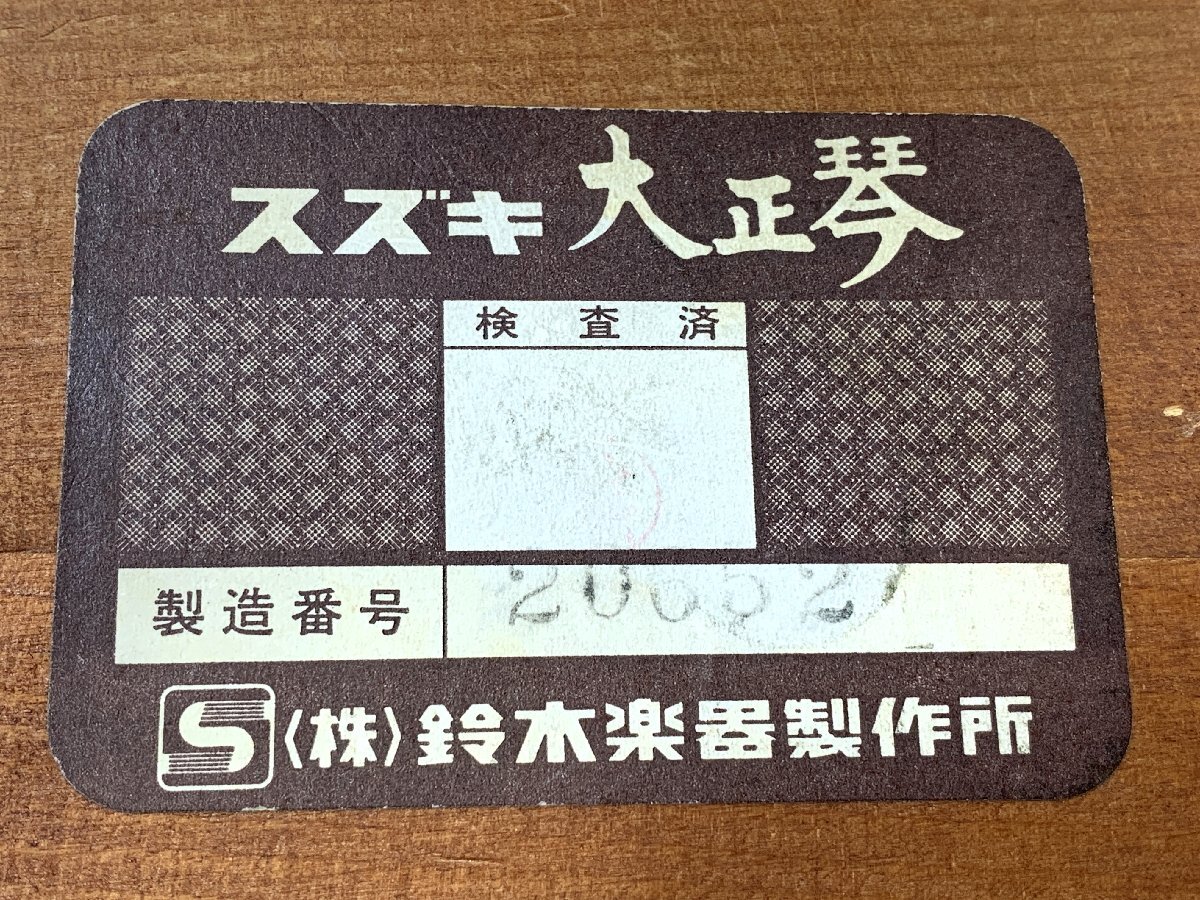 スズキ 大正琴
検査済
製造番号
S 〈株〉鈴木楽器製作所